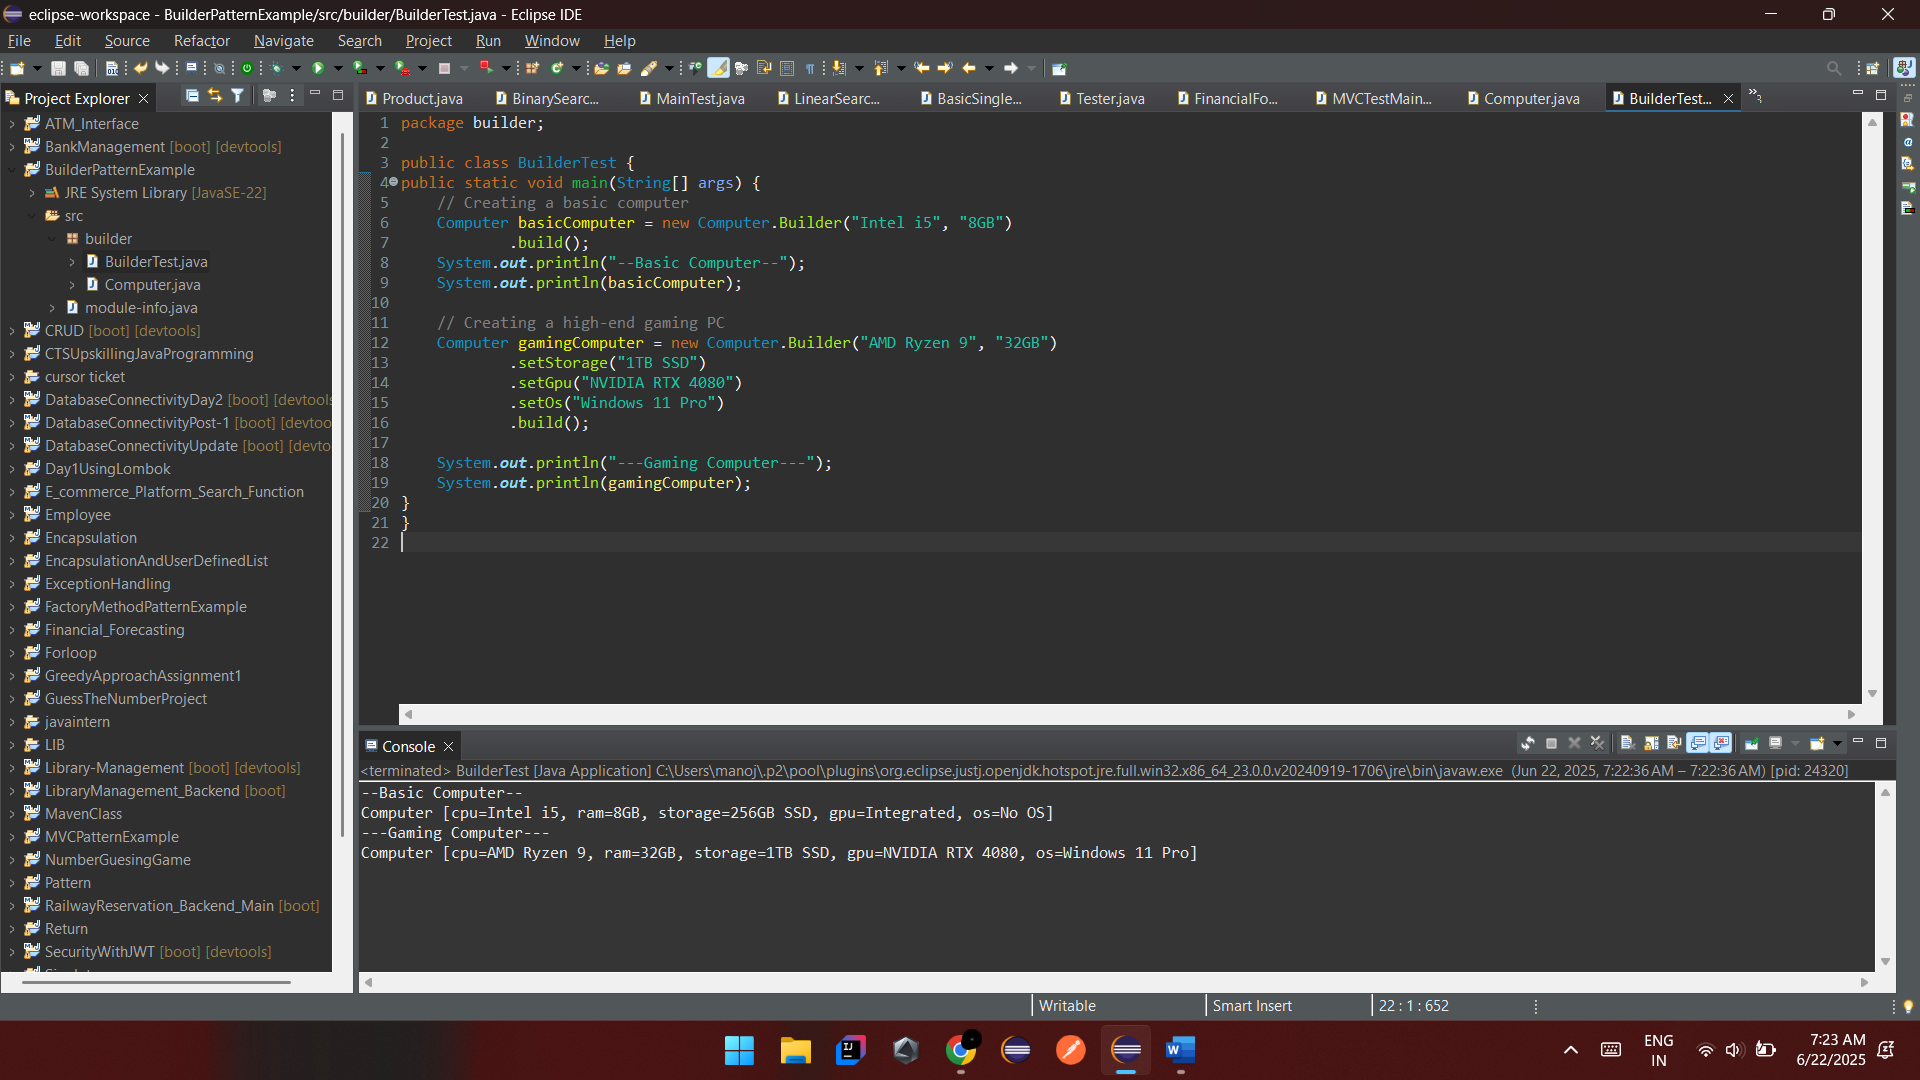 eclipse-workspace - BuilderPatternExample/src/builder/BuilderTest.java - Eclipse IDE
File Edit Source Refactor Navigate Search Project Run Window Help
Project Explorer
ATM_Interface
BankManagement [boot] [devtools]
BuilderPatternExample
JRE System Library [JavaSE-22]
src
builder
BuilderTest.java
Computer.java
module-info.java
CRUD [boot] [devtools]
CTSUpskillingJavaProgramming
cursor ticket
DatabaseConnectivityDay2 [boot] [devtools
DatabaseConnectivityPost-1 [boot] [devtoo
DatabaseConnectivityUpdate [boot] [devto
Day1UsingLombok
E_commerce_Platform_Search_Function
Employee
Encapsulation
EncapsulationAndUserDefinedList
ExceptionHandling
FactoryMethodPatternExample
Financial_Forecasting
Forloop
GreedyApproachAssignment1
GuessTheNumberProject
javaintern
LIB
Library-Management [boot] [devtools]
LibraryManagement_Backend [boot]
MavenClass
MVCPatternExample
NumberGuesingGame
Pattern
RailwayReservation_Backend_Main [boot]
Return
SecurityWithJWT [boot] [devtools]
Product.java BinarySearc... MainTest.java LinearSearc... BasicSingle... Tester.java FinancialFo... MVCTestMain... Computer.java BuilderTest... »3
1 package builder;
2
3 public class BuilderTest {
4 public static void main(String[] args) {
5 // Creating a basic computer
6 Computer basicComputer = new Computer.Builder("Intel i5", "8GB")
7 .build();
8 System.out.println("--Basic Computer--");
9 System.out.println(basicComputer);
10
11 // Creating a high-end gaming PC
12 Computer gamingComputer = new Computer.Builder("AMD Ryzen 9", "32GB")
13 .setStorage("1TB SSD")
14 .setGpu("NVIDIA RTX 4080")
15 .setOs("Windows 11 Pro")
16 .build();
17
18 System.out.println("---Gaming Computer---");
19 System.out.println(gamingComputer);
20 }
21 }
22
Console
<terminated> BuilderTest [Java Application] C:\Users\manoj\.p2\pool\plugins\org.eclipse.justj.openjdk.hotspot.jre.full.win32.x86_64_23.0.0.v20240919-1706\jre\bin\javaw.exe (Jun 22, 2025, 7:22:36 AM – 7:22:36 AM) [pid: 24320]
--Basic Computer--
Computer [cpu=Intel i5, ram=8GB, storage=256GB SSD, gpu=Integrated, os=No OS]
---Gaming Computer---
Computer [cpu=AMD Ryzen 9, ram=32GB, storage=1TB SSD, gpu=NVIDIA RTX 4080, os=Windows 11 Pro]
Writable Smart Insert 22 : 1 : 652
ENG
IN
7:23 AM
6/22/2025